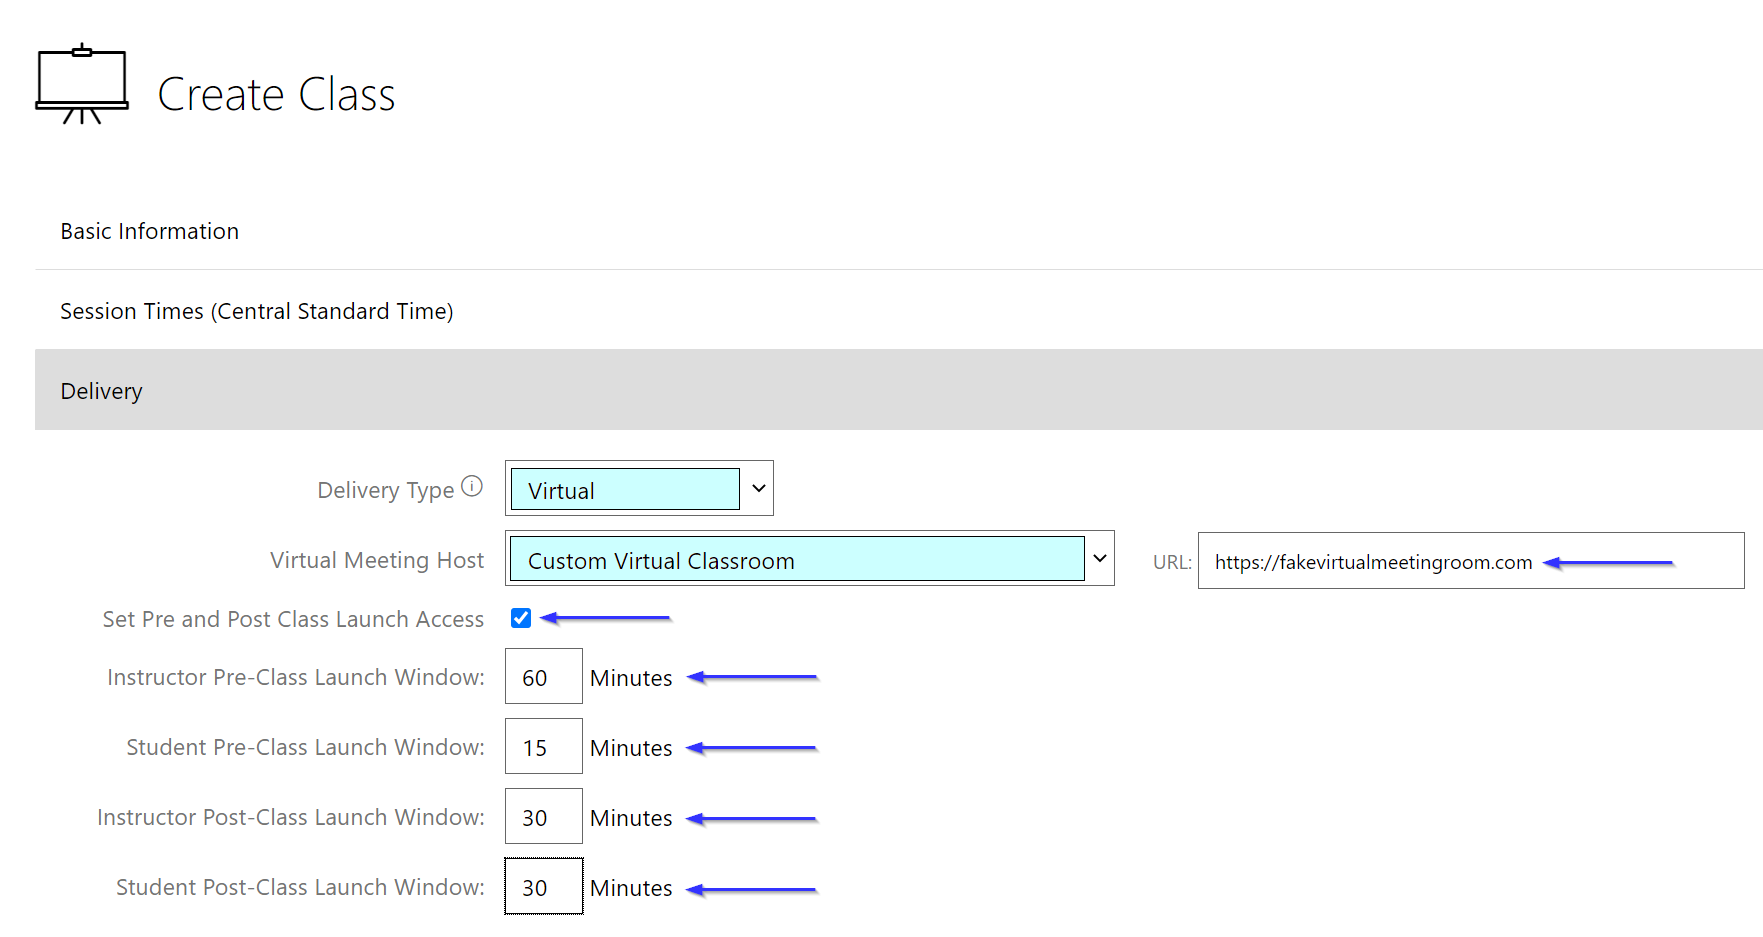 Create Class
Basic Information
Session Times (Central Standard Time)
Delivery
Delivery Type i Virtual
Virtual Meeting Host Custom Virtual Classroom URL: https://fakevirtualmeetingroom.com
Set Pre and Post Class Launch Access
Instructor Pre-Class Launch Window: 60 Minutes
Student Pre-Class Launch Window: 15 Minutes
Instructor Post-Class Launch Window: 30 Minutes
Student Post-Class Launch Window: 30 Minutes